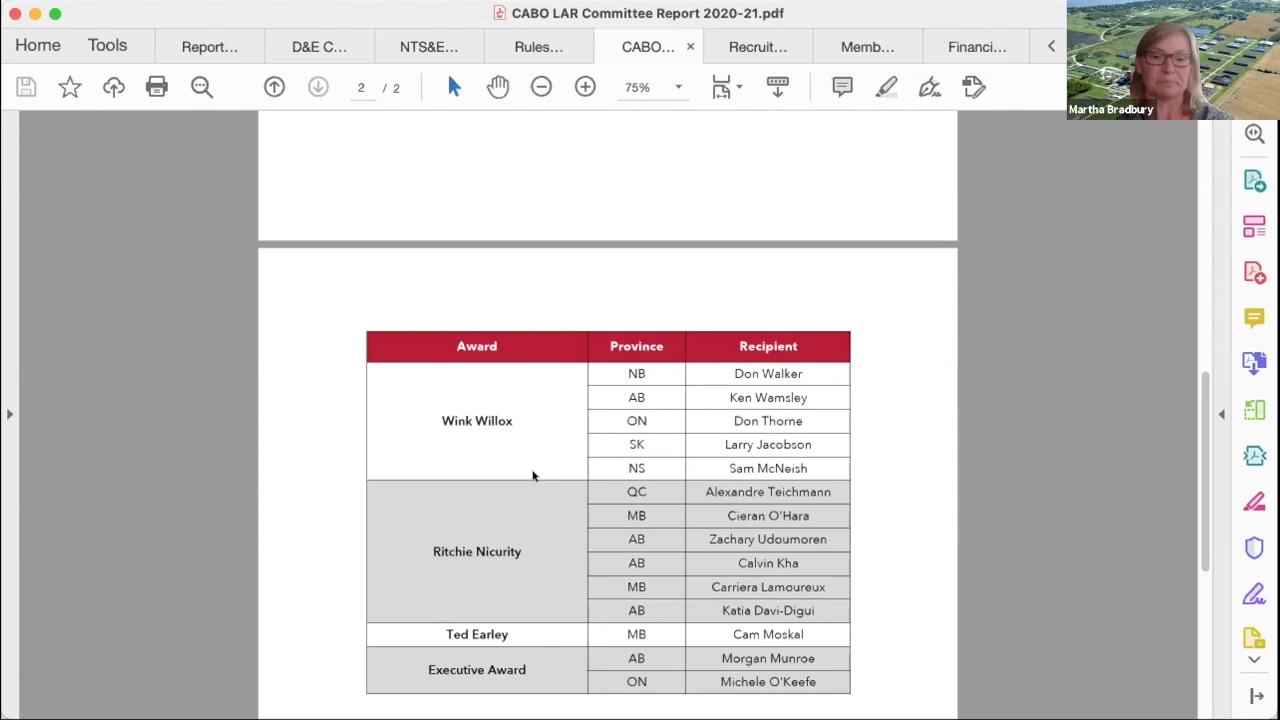 CABO LAR Committee Report 2020-21.pdf
Home Tools Report... D&E C... NTS&E... Rules... CABO... × Recruit... Memb... Financi...
2 / 2 75%
Martha Bradbury
Award Province Recipient
Wink Willox
NB Don Walker
AB Ken Wamsley
ON Don Thorne
SK Larry Jacobson
NS Sam McNeish
Ritchie Nicurity
QC Alexandre Teichmann
MB Cieran O'Hara
AB Zachary Udoumoren
AB Calvin Kha
MB Carriera Lamoureux
AB Katia Davi-Digui
Ted Earley MB Cam Moskal
Executive Award
AB Morgan Munroe
ON Michele O'Keefe